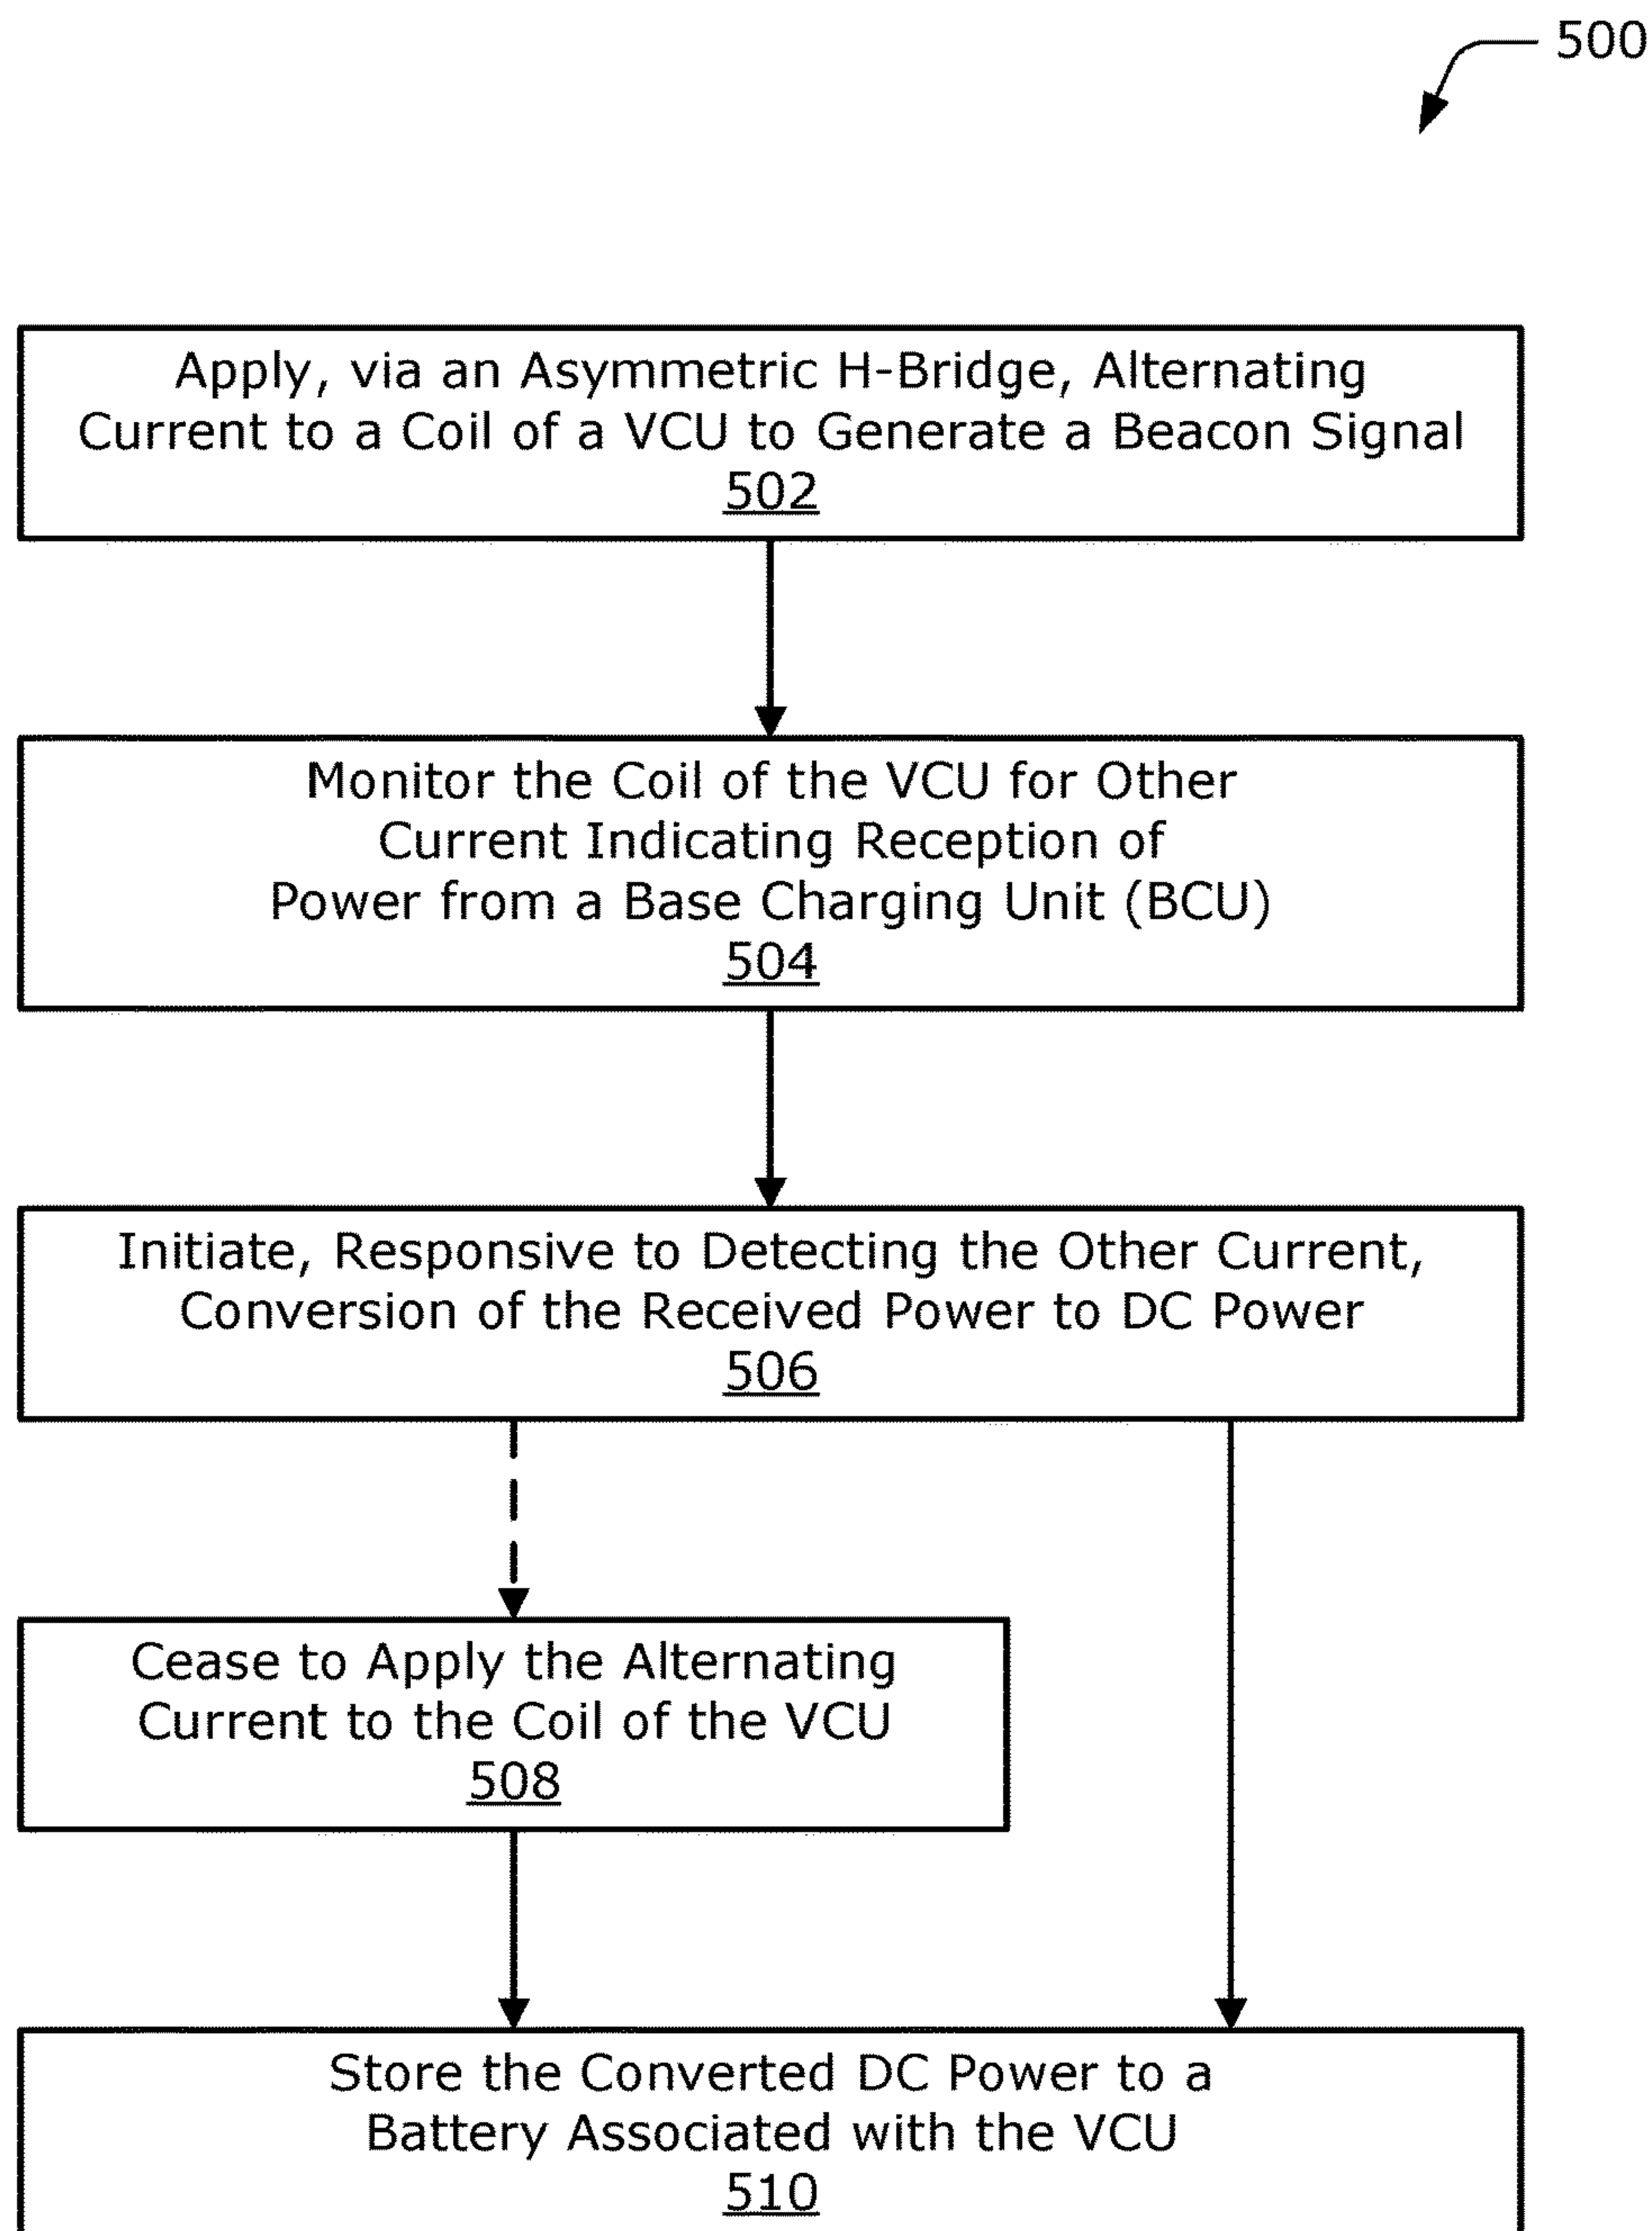 500
Apply, via an Asymmetric H-Bridge, Alternating
Current to a Coil of a VCU to Generate a Beacon Signal
502
Monitor the Coil of the VCU for Other
Current Indicating Reception of
Power from a Base Charging Unit (BCU)
504
Initiate, Responsive to Detecting the Other Current,
Conversion of the Received Power to DC Power
506
Cease to Apply the Alternating
Current to the Coil of the VCU
508
Store the Converted DC Power to a
Battery Associated with the VCU
510